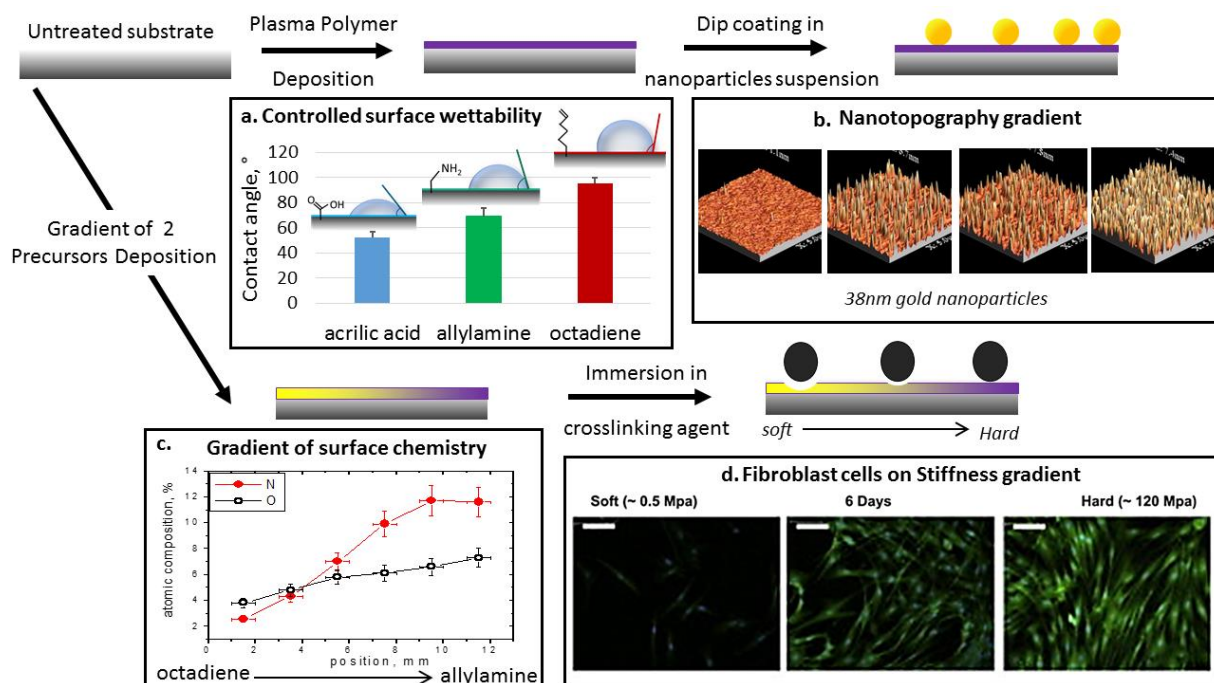 Untreated substrate
Plasma Polymer
Deposition
Dip coating in
nanoparticles suspension
a. Controlled surface wettability
Contact angle, °
120
100
80
60
40
20
0
O
OH
NH2
acrilic acid
allylamine
octadiene
b. Nanotopography gradient
38nm gold nanoparticles
Gradient of 2
Precursors Deposition
Immersion in
crosslinking agent
soft
Hard
c. Gradient of surface chemistry
N
O
atomic composition, %
14
12
10
8
6
4
2
0 2 4 6 8 10 12
position, mm
octadiene
allylamine
d. Fibroblast cells on Stiffness gradient
Soft (~ 0.5 Mpa)
6 Days
Hard (~ 120 Mpa)